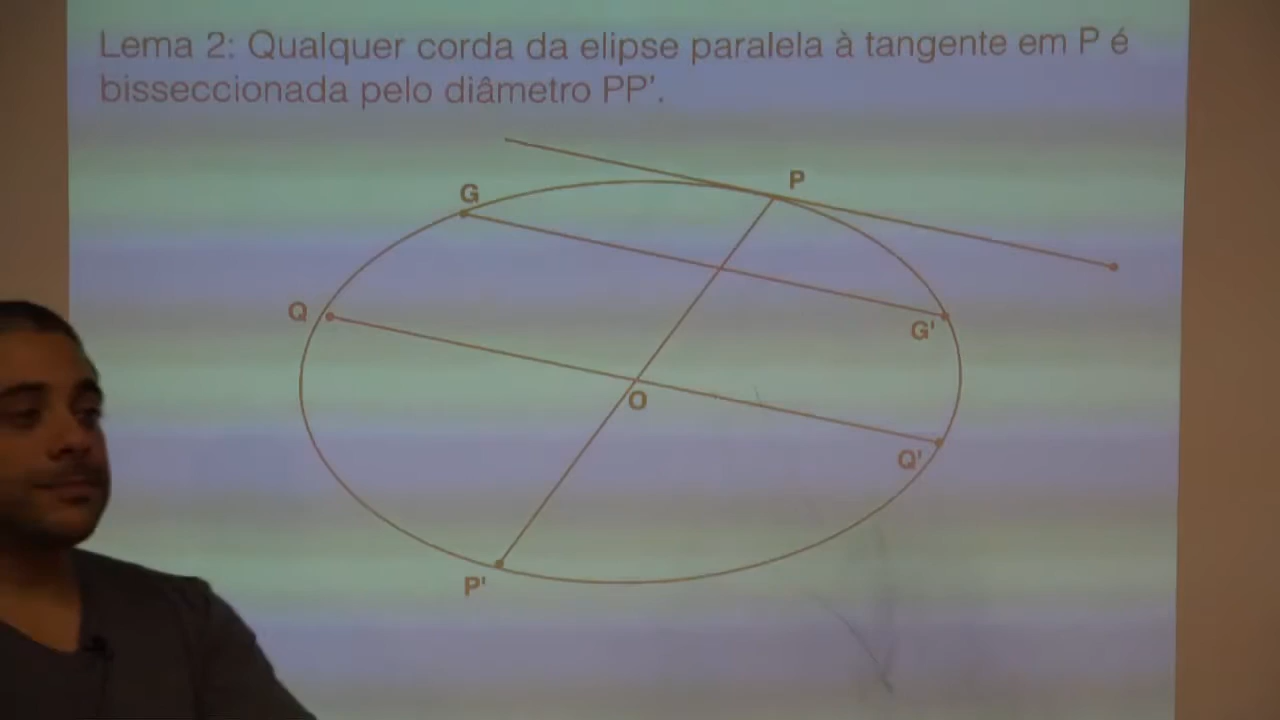 Lema 2: Qualquer corda da elipse paralela à tangente em P é
bisseccionada pelo diâmetro PP’.
P
G
Q
G'
O
Q'
P'